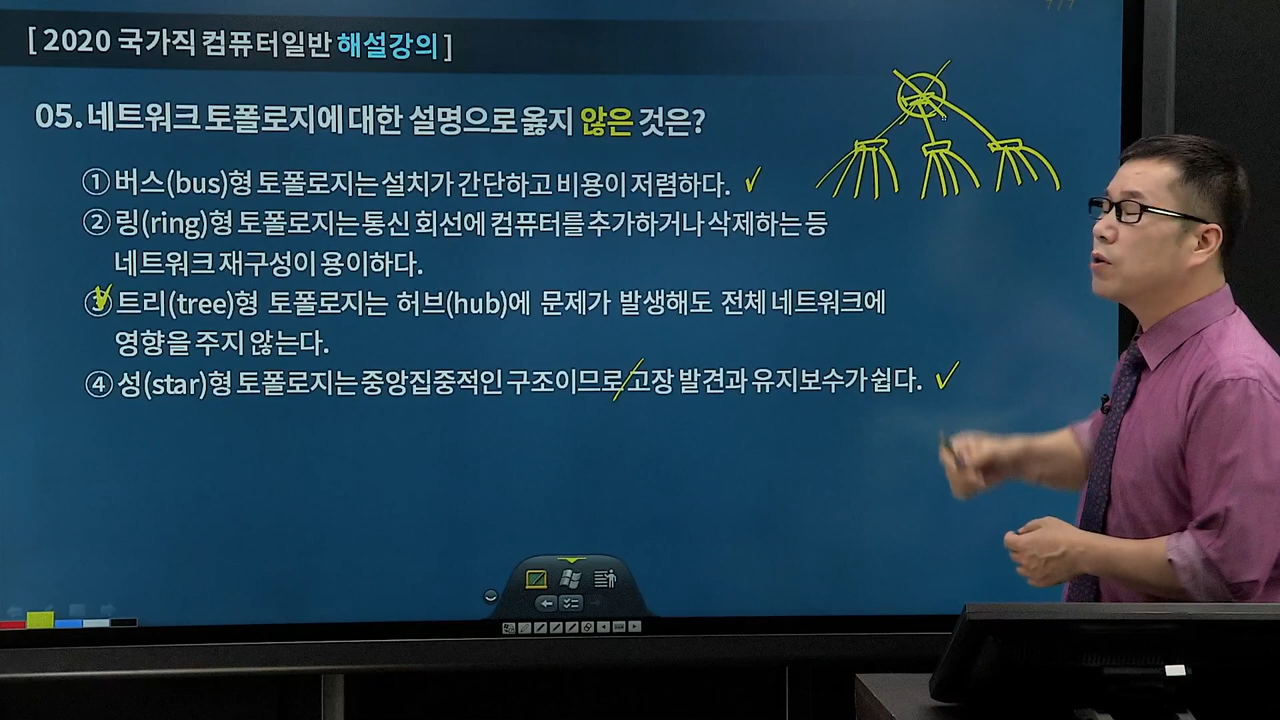 [ 2020 국가직 컴퓨터일반 해설강의 ]
05. 네트워크 토폴로지에 대한 설명으로 옳지 않은 것은?
① 버스(bus)형 토폴로지는 설치가 간단하고 비용이 저렴하다.
② 링(ring)형 토폴로지는 통신 회선에 컴퓨터를 추가하거나 삭제하는 등
네트워크 재구성이 용이하다.
③ 트리(tree)형 토폴로지는 허브(hub)에 문제가 발생해도 전체 네트워크에
영향을 주지 않는다.
④ 성(star)형 토폴로지는 중앙집중적인 구조이므로 고장 발견과 유지보수가 쉽다.